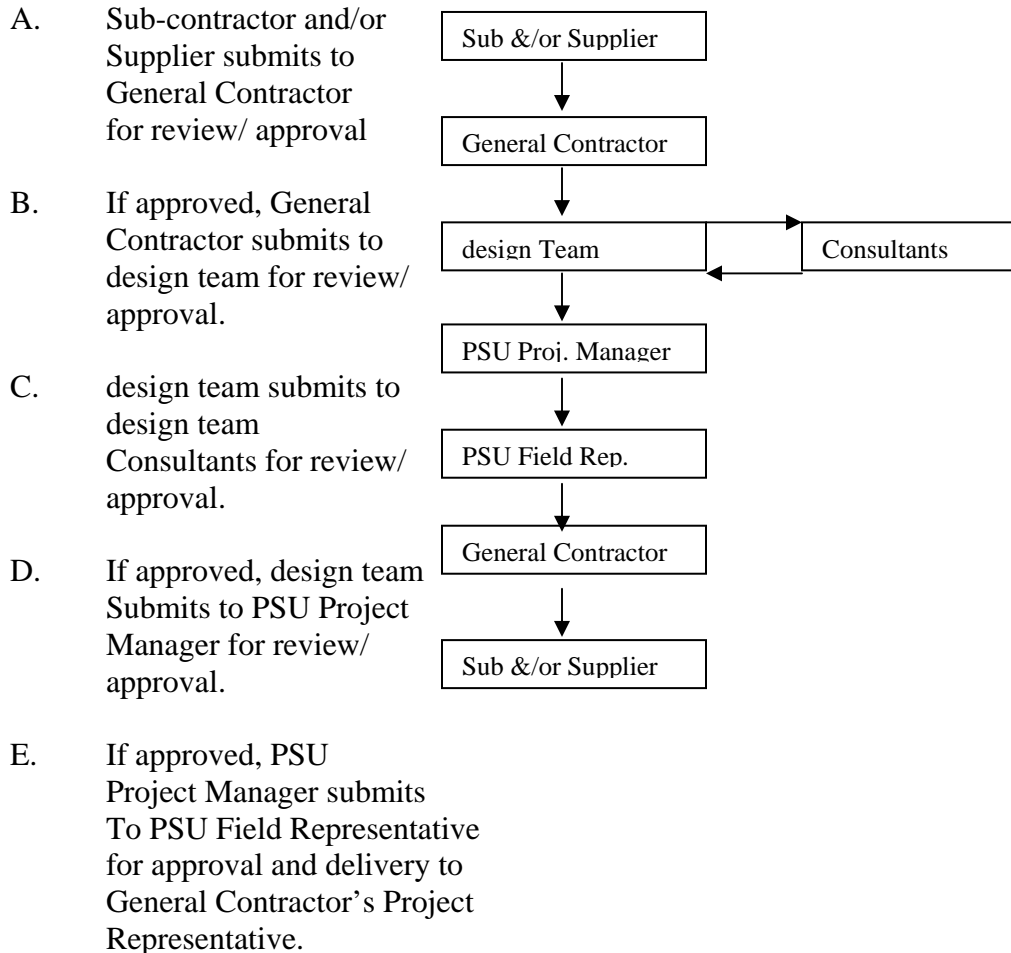 A. Sub-contractor and/or
Supplier submits to
General Contractor
for review/ approval
B. If approved, General
Contractor submits to
design team for review/
approval.
C. design team submits to
design team
Consultants for review/
approval.
D. If approved, design team
Submits to PSU Project
Manager for review/
approval.
E. If approved, PSU
Project Manager submits
To PSU Field Representative
for approval and delivery to
General Contractor’s Project
Representative.
Sub &/or Supplier
General Contractor
design Team
Consultants
PSU Proj. Manager
PSU Field Rep.
General Contractor
Sub &/or Supplier